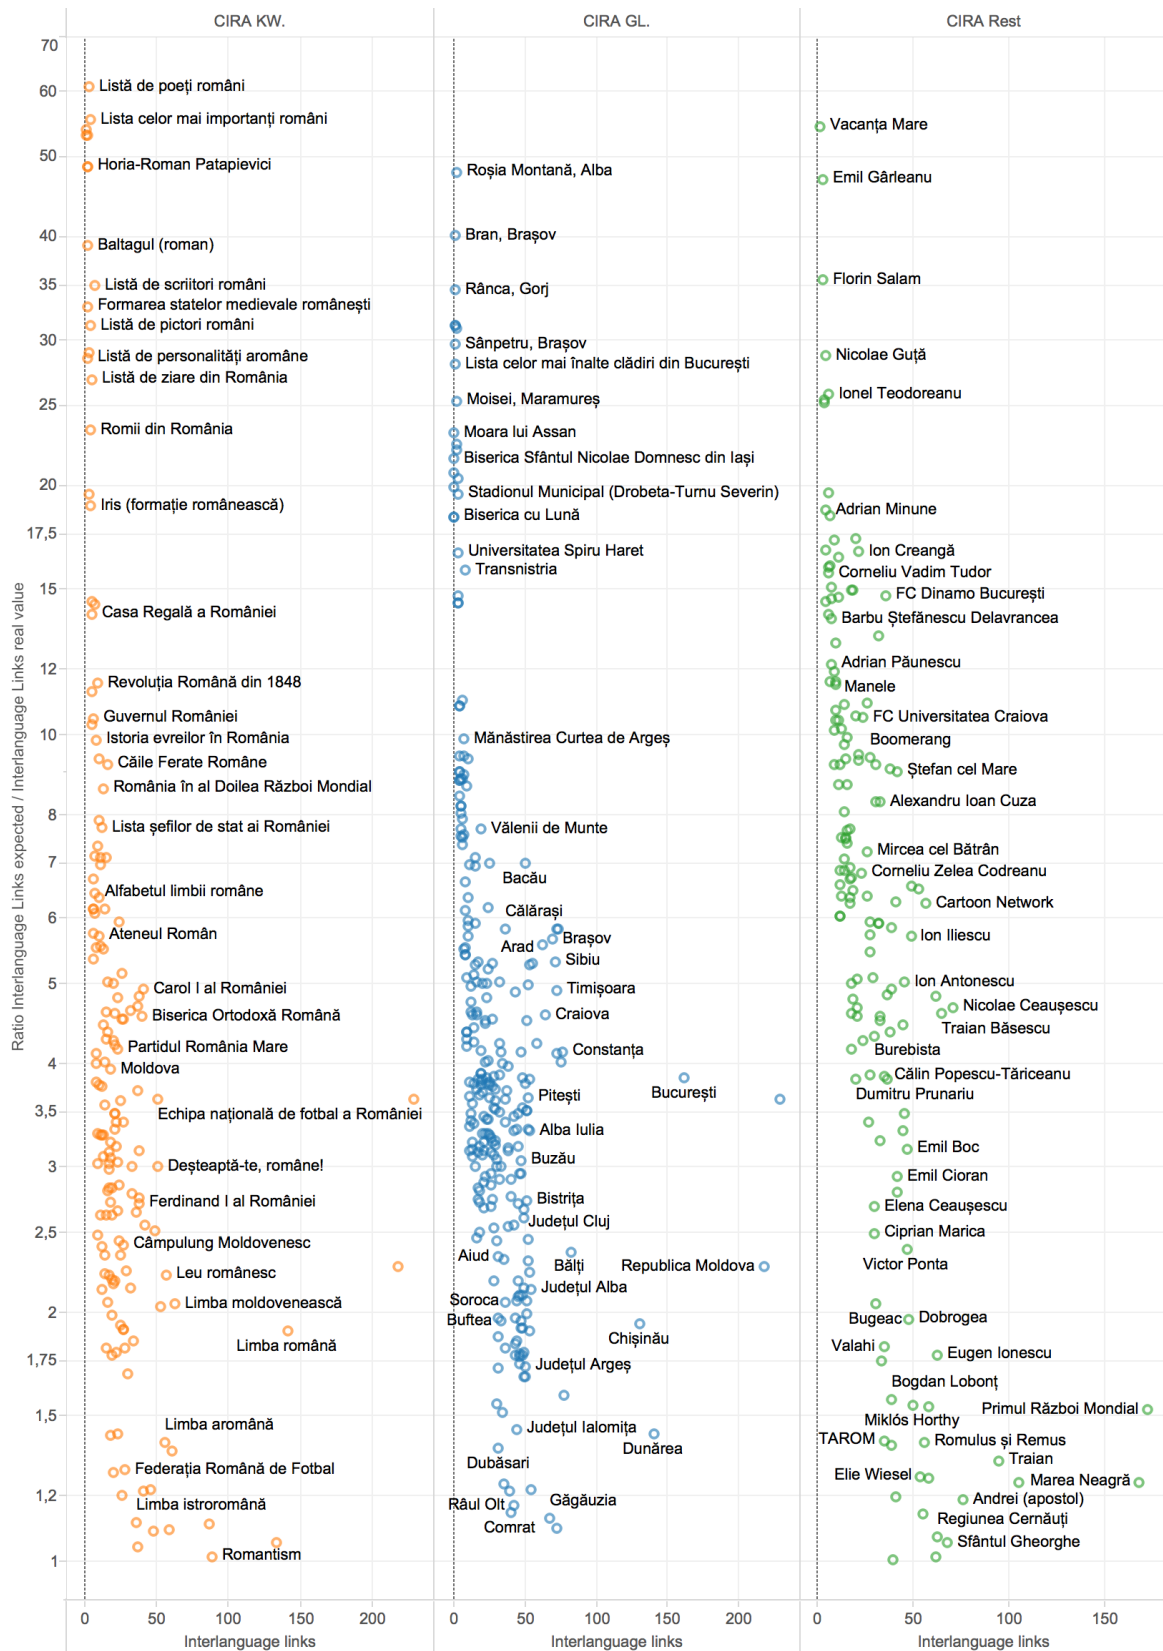 CIRA KW.
CIRA GL.
CIRA Rest
Ratio Interlanguage Links expected / Interlanguage Links real value
70
60
50
40
35
30
25
20
17,5
15
12
10
8
7
6
5
4
3,5
3
2,5
2
1,75
1,5
1,2
1
Listă de poeți români
Lista celor mai importanți români
Horia-Roman Patapievici
Baltagul (roman)
Listă de scriitori români
Formarea statelor medievale românești
Listă de pictori români
Listă de personalități aromâne
Listă de ziare din România
Romii din România
Iris (formație românească)
Casa Regală a României
Revoluția Română din 1848
Guvernul României
Istoria evreilor în România
Căile Ferate Române
România în al Doilea Război Mondial
Lista șefilor de stat ai României
Alfabetul limbii române
Ateneul Român
Carol I al României
Biserica Ortodoxă Română
Partidul România Mare
Moldova
Echipa națională de fotbal a României
Deșteaptă-te, române!
Ferdinand I al României
Câmpulung Moldovenesc
Leu românesc
Limba moldovenească
Limba română
Limba aromână
Federația Română de Fotbal
Limba istroromână
Romantism
Roșia Montană, Alba
Bran, Brașov
Rânca, Gorj
Sânpetru, Brașov
Lista celor mai înalte clădiri din București
Moisei, Maramureș
Moara lui Assan
Biserica Sfântul Nicolae Domnesc din Iași
Stadionul Municipal (Drobeta-Turnu Severin)
Biserica cu Lună
Universitatea Spiru Haret
Transnistria
Mănăstirea Curtea de Argeș
Vălenii de Munte
Bacău
Călărași
Brașov
Arad
Sibiu
Timișoara
Craiova
Constanța
București
Pitești
Alba Iulia
Buzău
Bistrița
Județul Cluj
Aiud
Bălți
Republica Moldova
Județul Alba
Soroca
Buftea
Chișinău
Județul Argeș
Județul Ialomița
Dunărea
Dubăsari
Râul Olt
Găgăuzia
Comrat
Vacanța Mare
Emil Gârleanu
Florin Salam
Nicolae Guță
Ionel Teodoreanu
Adrian Minune
Ion Creangă
Corneliu Vadim Tudor
FC Dinamo București
Barbu Ștefănescu Delavrancea
Adrian Păunescu
Manele
FC Universitatea Craiova
Boomerang
Ștefan cel Mare
Alexandru Ioan Cuza
Mircea cel Bătrân
Corneliu Zelea Codreanu
Cartoon Network
Ion Iliescu
Ion Antonescu
Nicolae Ceaușescu
Traian Băsescu
Burebista
Călin Popescu-Tăriceanu
Dumitru Prunariu
Emil Boc
Emil Cioran
Elena Ceaușescu
Ciprian Marica
Victor Ponta
Bugeac
Dobrogea
Valahi
Eugen Ionescu
Bogdan Lobonț
Primul Război Mondial
Miklós Horthy
TAROM
Romulus și Remus
Traian
Elie Wiesel
Marea Neagră
Andrei (apostol)
Regiunea Cernăuți
Sfântul Gheorghe
0 50 100 150 200
0 50 100 150 200
0 50 100 150
Interlanguage links
Interlanguage links
Interlanguage links